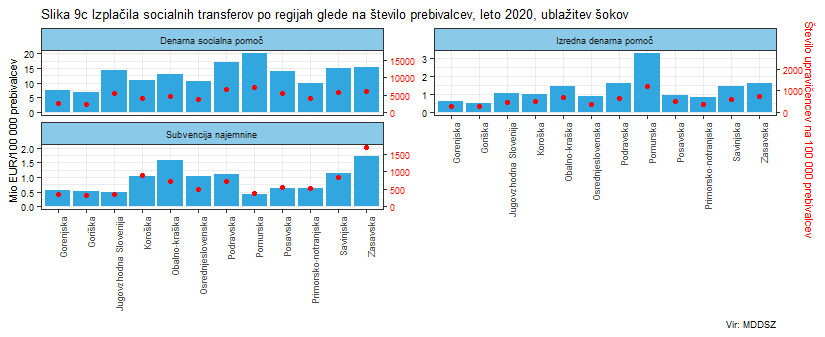 Slika 9c Izplačila socialnih transferov po regijah glede na število prebivalcev, leto 2020, ublažitev šokov
Mio EUR/100 000 prebivalcev
Denarna socialna pomoč
20
15
10
5
0
15000
10000
5000
0
Izredna denarna pomoč
3
2
1
0
2000
1000
0
Število upravičencev na 100 000 prebivalcev
Gorenjska
Goriška
Jugovzhodna Slovenija
Koroška
Obalno-kraška
Osrednjeslovenska
Podravska
Pomurska
Posavska
Primorsko-notranjska
Savinjska
Zasavska
Subvencija najemnine
2.0
1.5
1.0
0.5
0.0
1500
1000
500
0
Gorenjska
Goriška
Jugovzhodna Slovenija
Koroška
Obalno-kraška
Osrednjeslovenska
Podravska
Pomurska
Posavska
Primorsko-notranjska
Savinjska
Zasavska
Vir: MDDSZ